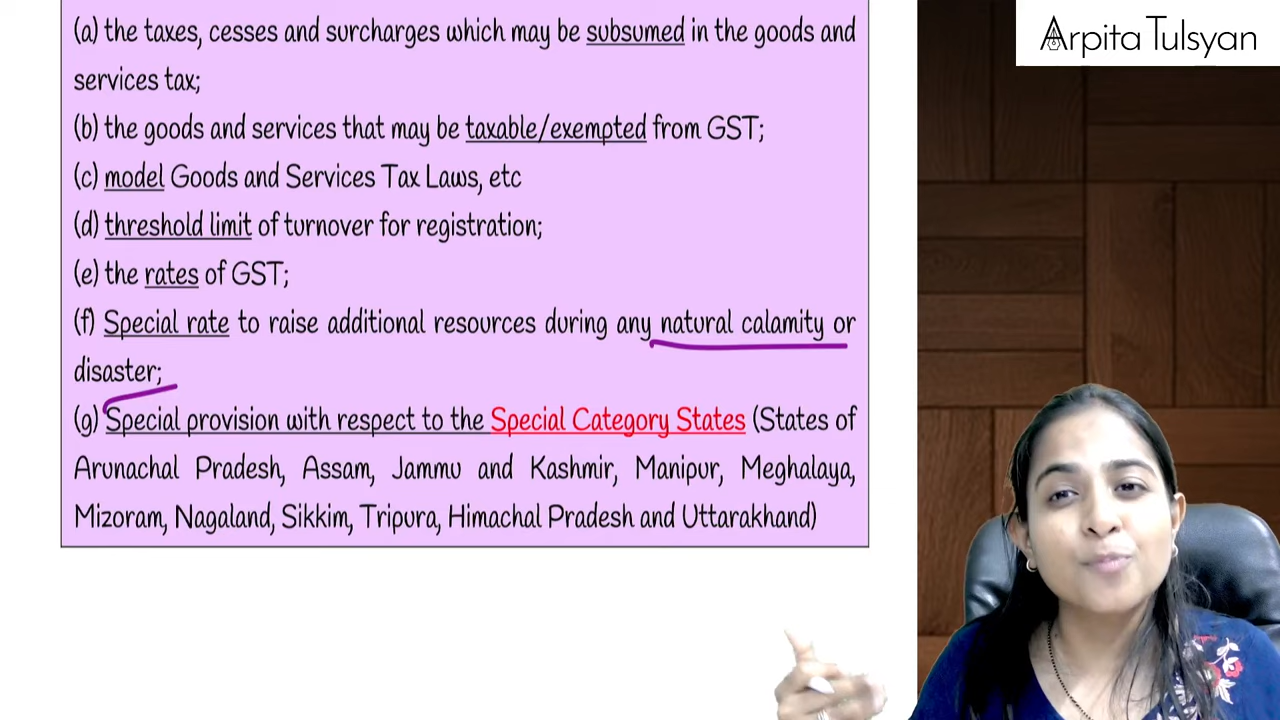 Arpita Tulsyan
(a) the taxes, cesses and surcharges which may be subsumed in the goods and
services tax;
(b) the goods and services that may be taxable/exempted from GST;
(c) model Goods and Services Tax Laws, etc
(d) threshold limit of turnover for registration;
(e) the rates of GST;
(f) Special rate to raise additional resources during any natural calamity or
disaster;
(g) Special provision with respect to the Special Category States (States of
Arunachal Pradesh, Assam, Jammu and Kashmir, Manipur, Meghalaya,
Mizoram, Nagaland, Sikkim, Tripura, Himachal Pradesh and Uttarakhand)